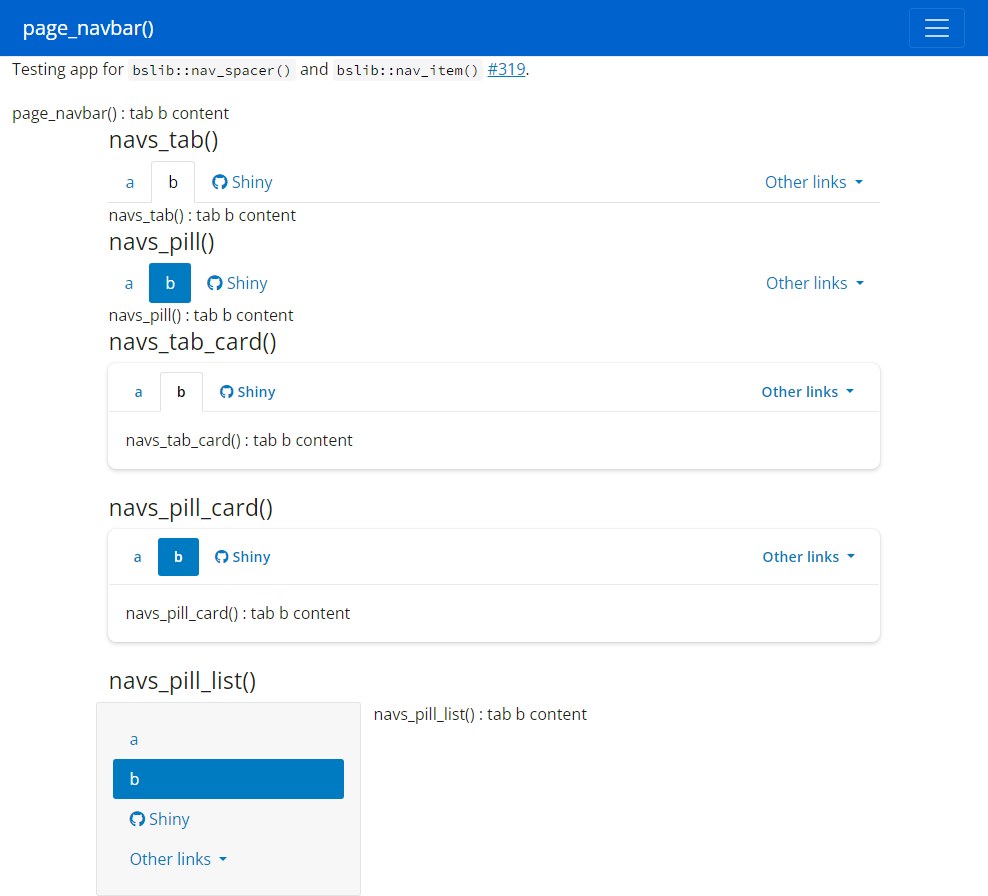 page_navbar()
Testing app for bslib::nav_spacer() and bslib::nav_item() #319.
page_navbar() : tab b content
navs_tab()
a b Shiny Other links
navs_tab() : tab b content
navs_pill()
a b Shiny Other links
navs_pill() : tab b content
navs_tab_card()
a b Shiny Other links
navs_tab_card() : tab b content
navs_pill_card()
a b Shiny Other links
navs_pill_card() : tab b content
navs_pill_list()
a
b
Shiny
Other links
navs_pill_list() : tab b content